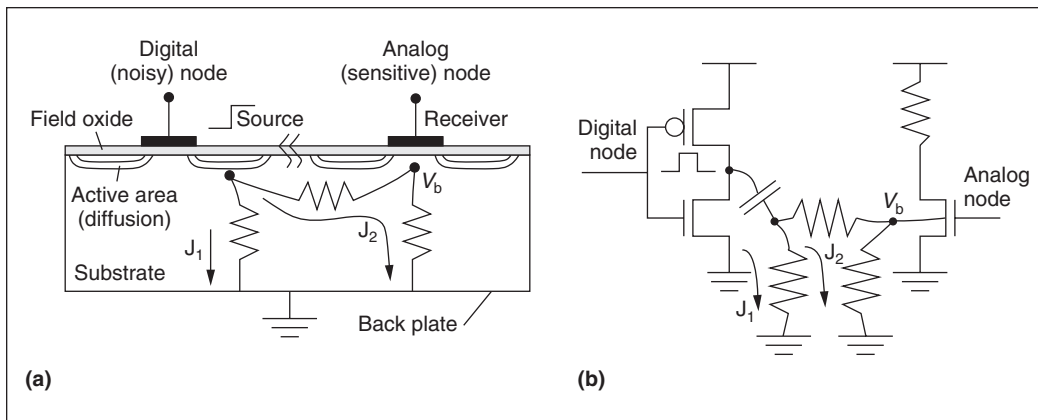 Digital
(noisy) node
Analog
(sensitive) node
Field oxide
Source
Receiver
Active area
(diffusion)
V_b
J_1
J_2
Substrate
Back plate
(a)
Digital
node
Analog
node
V_b
J_2
J_1
(b)